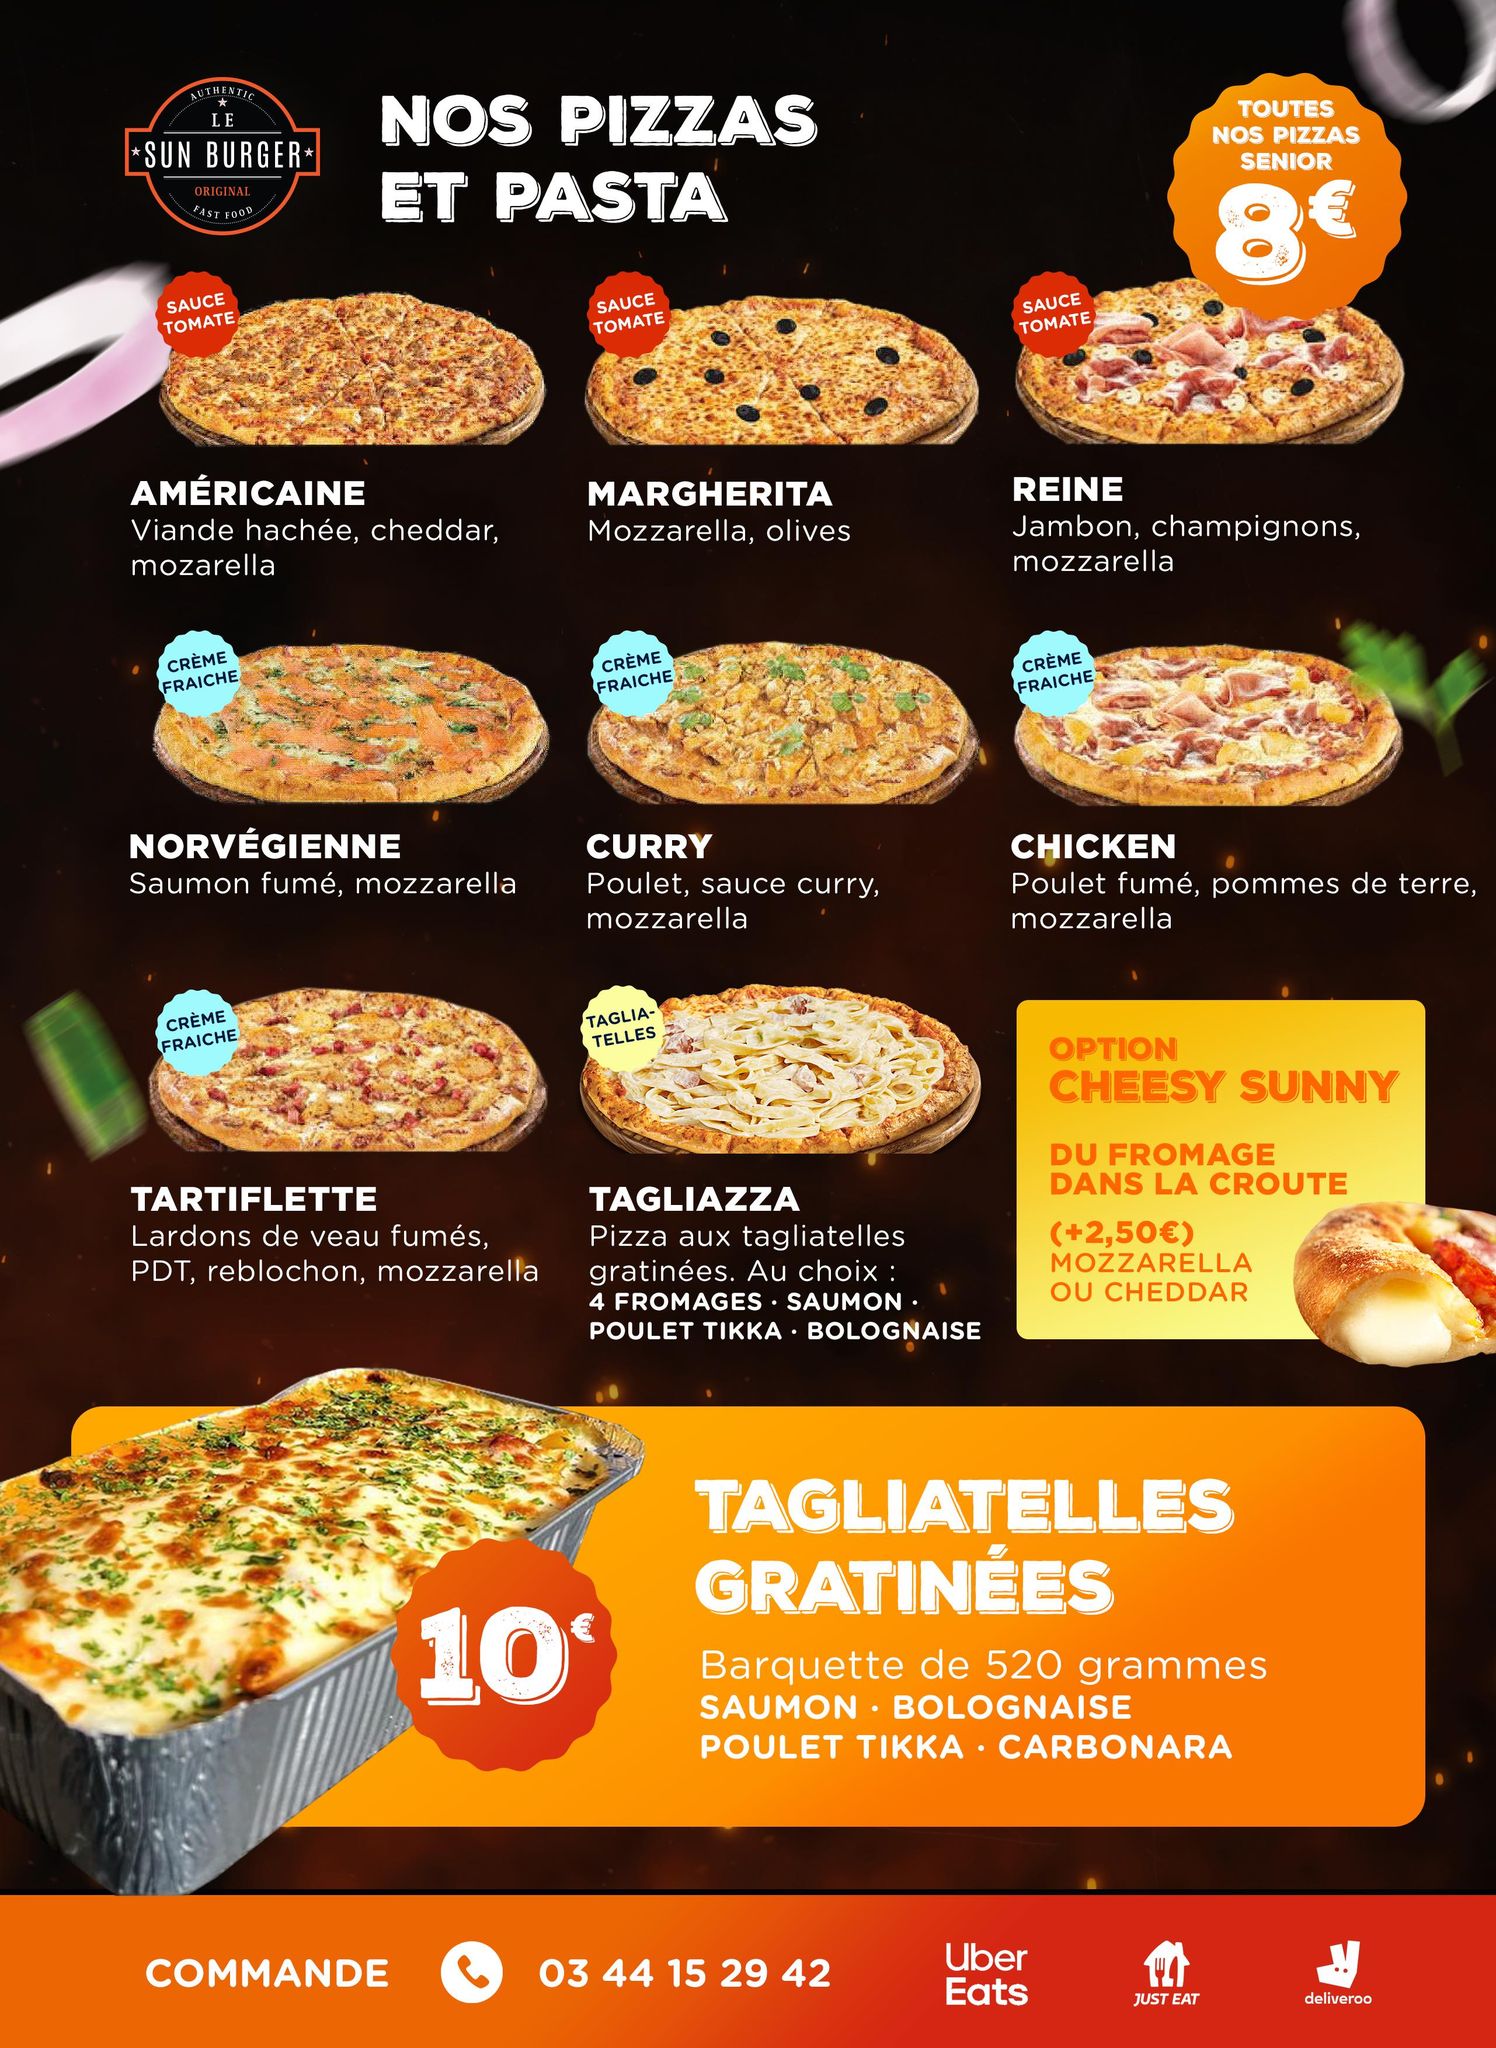 AUTHENTIC
LE
SUN BURGER
ORIGINAL
FAST FOOD
NOS PIZZAS
ET PASTA
TOUTES
NOS PIZZAS
SENIOR
8€
SAUCE
TOMATE
AMÉRICAINE
Viande hachée, cheddar,
mozarella
SAUCE
TOMATE
MARGHERITA
Mozzarella, olives
SAUCE
TOMATE
REINE
Jambon, champignons,
mozzarella
CRÈME
FRAICHE
NORVÉGIENNE
Saumon fumé, mozzarella
CRÈME
FRAICHE
CURRY
Poulet, sauce curry,
mozzarella
CRÈME
FRAICHE
CHICKEN
Poulet fumé, pommes de terre,
mozzarella
CRÈME
FRAICHE
TARTIFLETTE
Lardons de veau fumés,
PDT, reblochon, mozzarella
TAGLIA-
TELLES
TAGLIAZZA
Pizza aux tagliatelles
gratinées. Au choix :
4 FROMAGES · SAUMON ·
POULET TIKKA · BOLOGNAISE
OPTION
CHEESY SUNNY
DU FROMAGE
DANS LA CROUTE
(+2,50€)
MOZZARELLA
OU CHEDDAR
10€
TAGLIATELLES
GRATINÉES
Barquette de 520 grammes
SAUMON · BOLOGNAISE
POULET TIKKA · CARBONARA
COMMANDE 03 44 15 29 42
Uber
Eats
JUST EAT
deliveroo